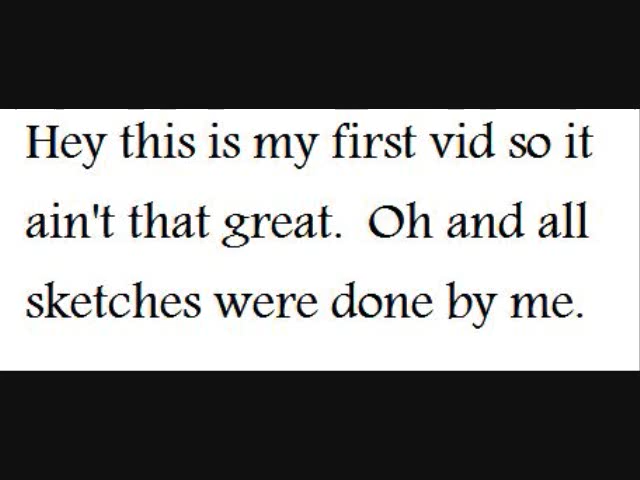 Hey this is my first vid so it
ain't that great.  Oh and all
sketches were done by me.